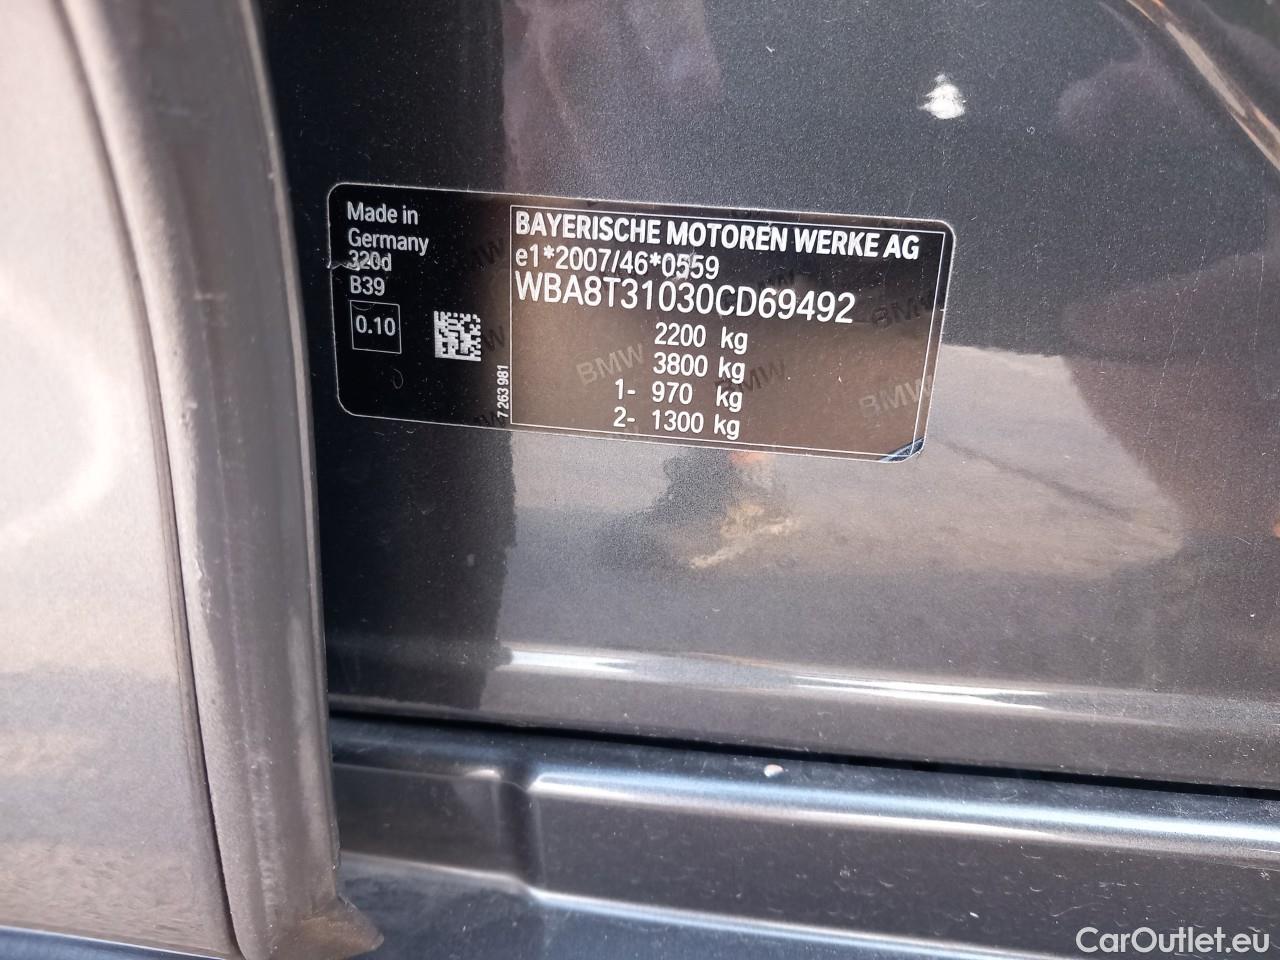 Made in
Germany
320d
B39
0.10
7 263 981
BAYERISCHE MOTOREN WERKE AG
e1*2007/46*0559
WBA8T31030CD69492
2200 kg
3800 kg
1- 970 kg
2- 1300 kg
BMW
BMW
BMW
BMW
CarOutlet.eu